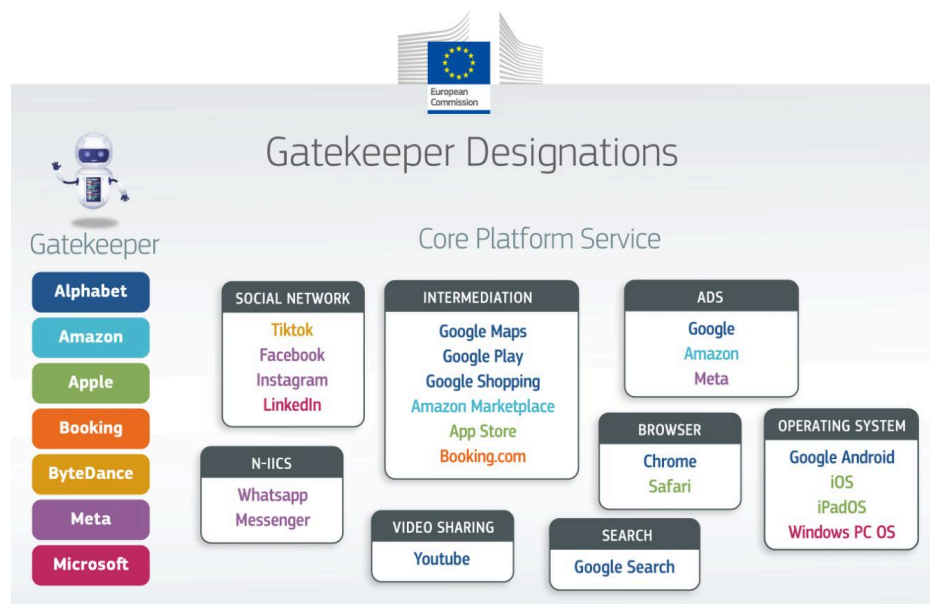 European
Commission
Gatekeeper Designations
Gatekeeper
Core Platform Service
Alphabet
Amazon
Apple
Booking
ByteDance
Meta
Microsoft
SOCIAL NETWORK
Tiktok
Facebook
Instagram
LinkedIn
INTERMEDIATION
Google Maps
Google Play
Google Shopping
Amazon Marketplace
App Store
Booking.com
ADS
Google
Amazon
Meta
N-IICS
Whatsapp
Messenger
BROWSER
Chrome
Safari
OPERATING SYSTEM
Google Android
iOS
iPadOS
Windows PC OS
VIDEO SHARING
Youtube
SEARCH
Google Search